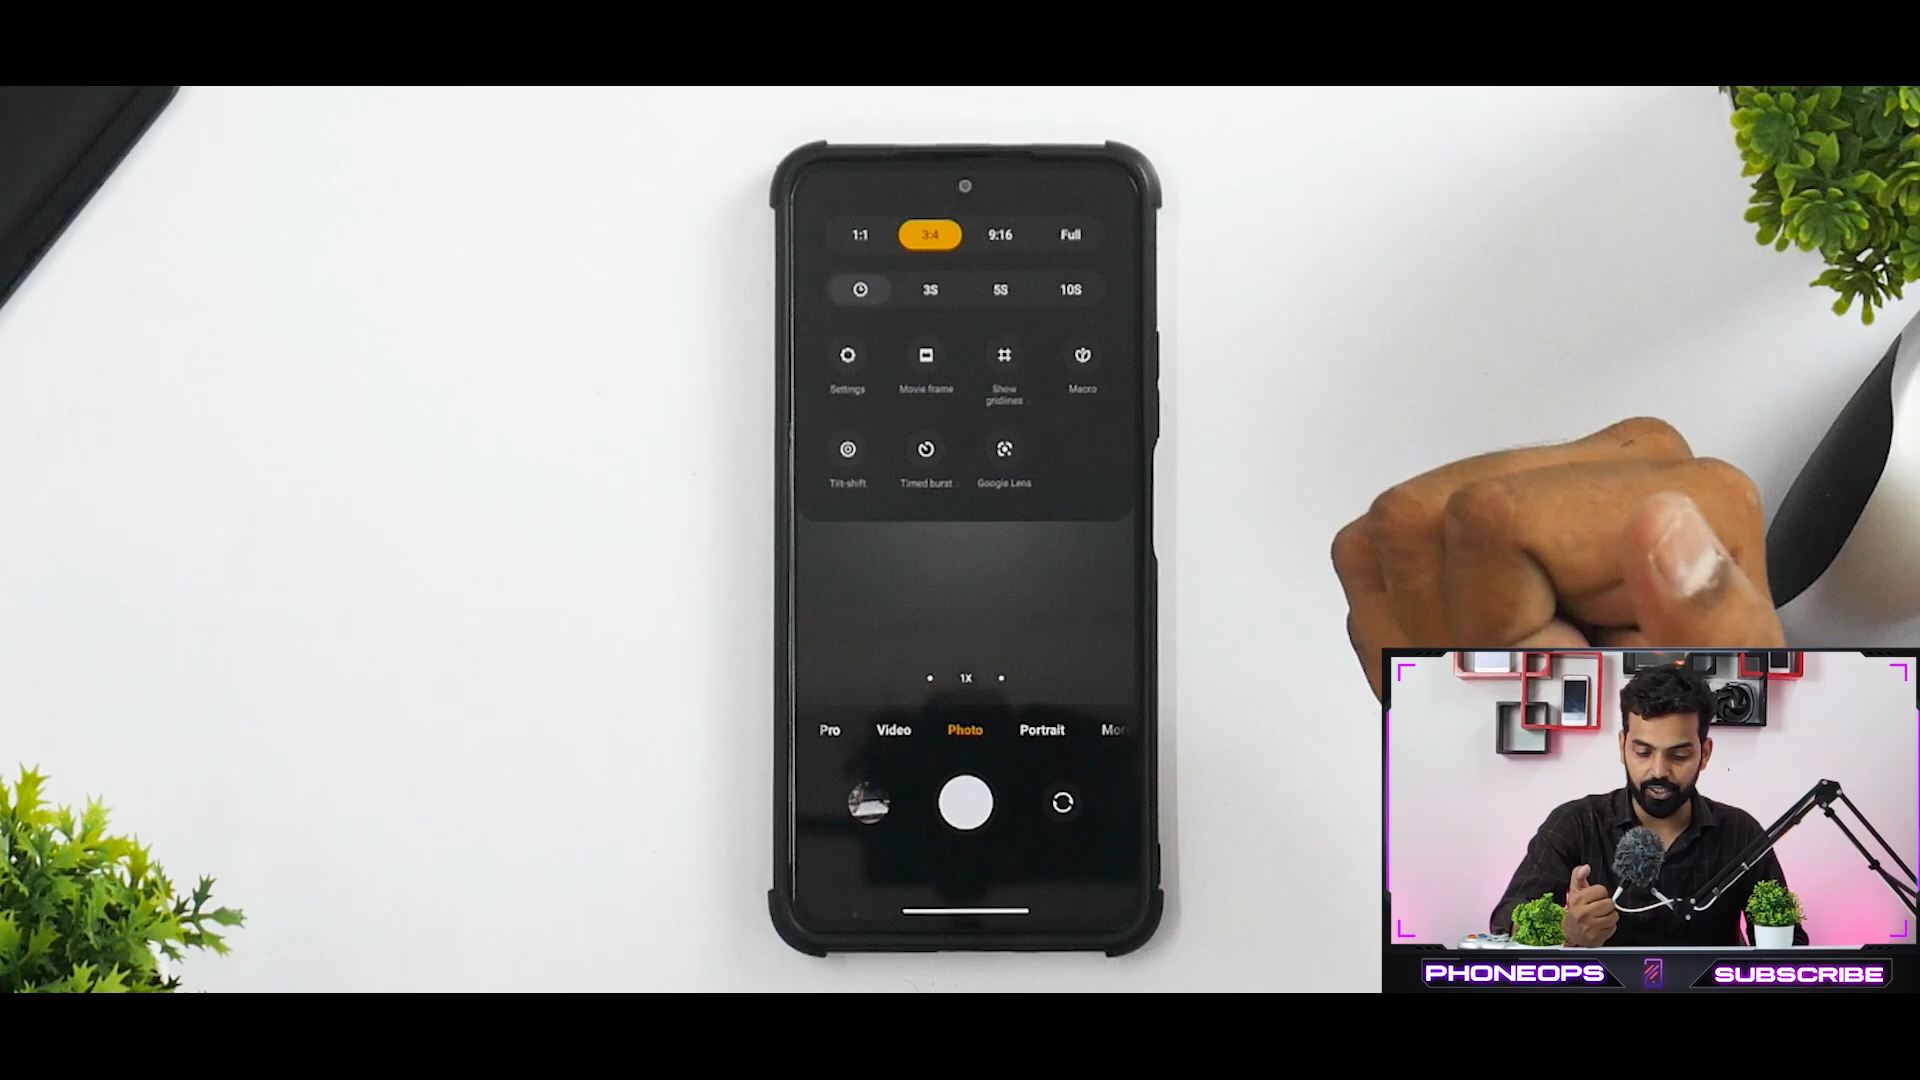 1:1 3:4 9:16 Full
3S 5S 10S
Settings Movie frame Show gridlines Macro
Tilt-shift Timed burst Google Lens
1X
Pro Video Photo Portrait Mor
PHONEOPS SUBSCRIBE